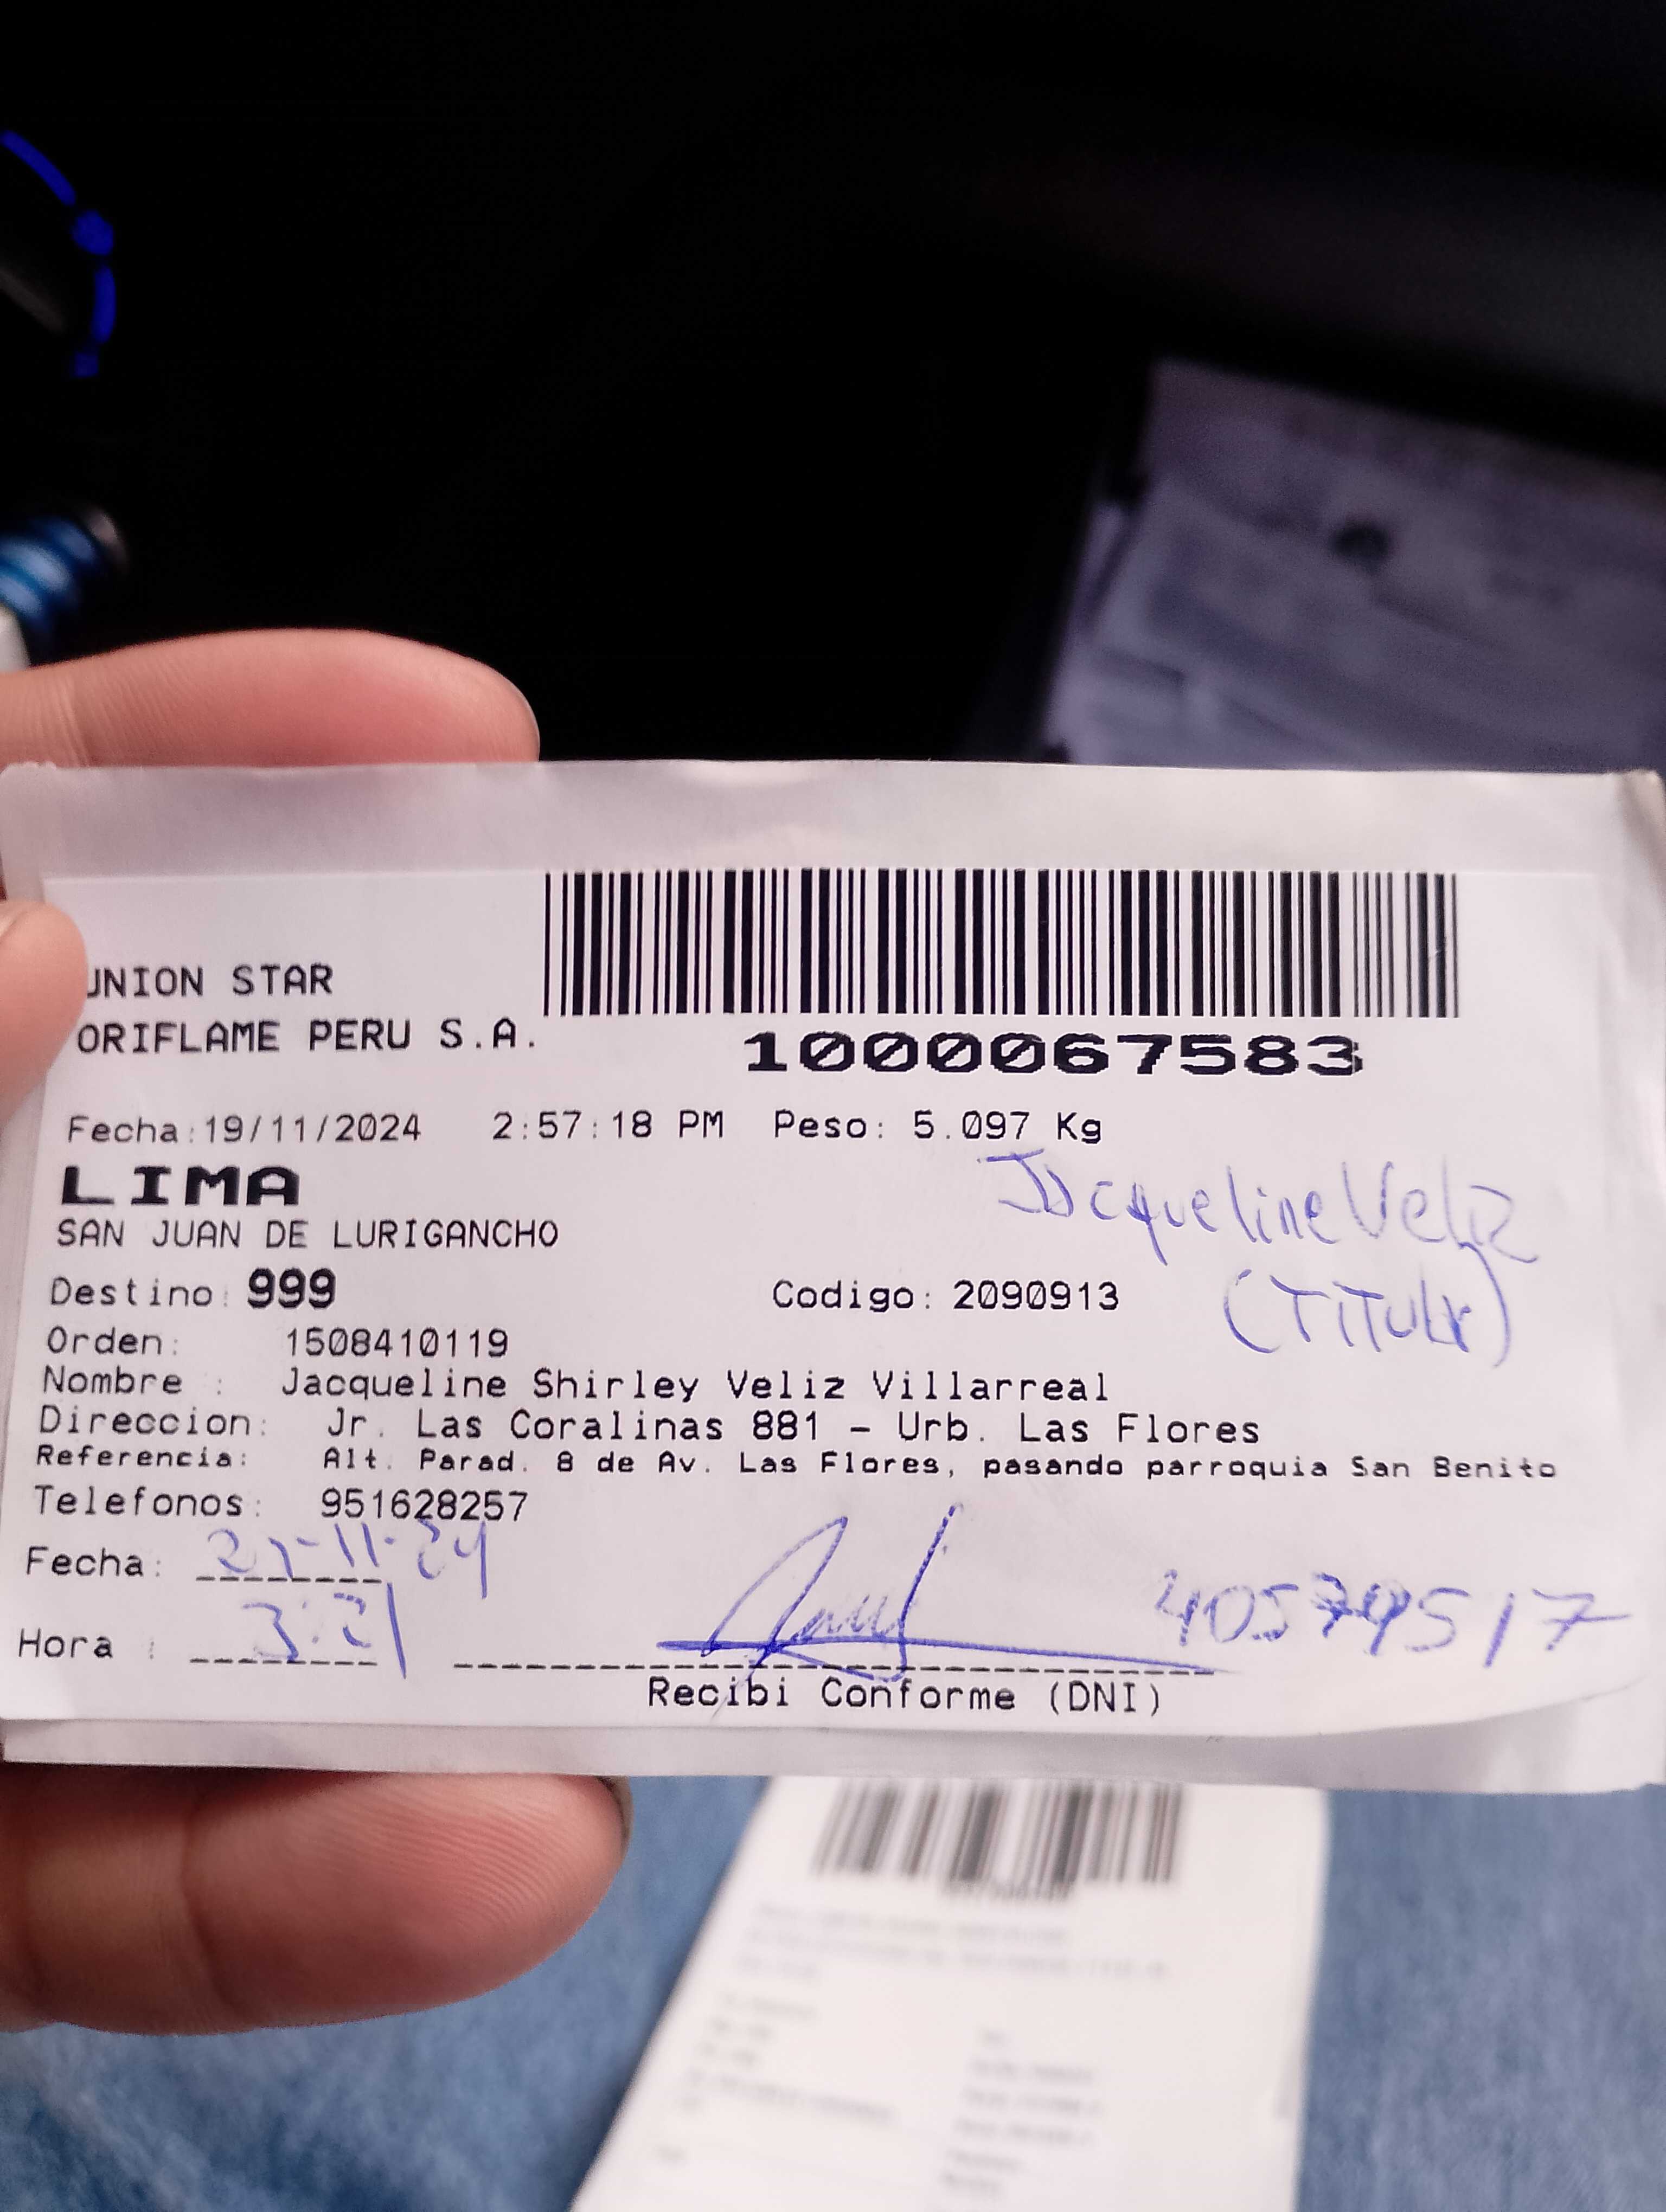 UNION STAR
ORIFLAME PERU S.A.
1000067583
Fecha:19/11/2024 2:57:18 PM Peso: 5.097 Kg
LIMA
Jacqueline Veliz
SAN JUAN DE LURIGANCHO
(TITULAR)
Destino: 999 Codigo: 2090913
Orden: 1508410119
Nombre : Jacqueline Shirley Veliz Villarreal
Direccion: Jr. Las Coralinas 881 - Urb. Las Flores
Referencia: Alt. Parad. 8 de Av. Las Flores, pasando parroquia San Benito
Telefonos: 951628257
Fecha:
Hora : 3:21
Recibi Conforme (DNI)